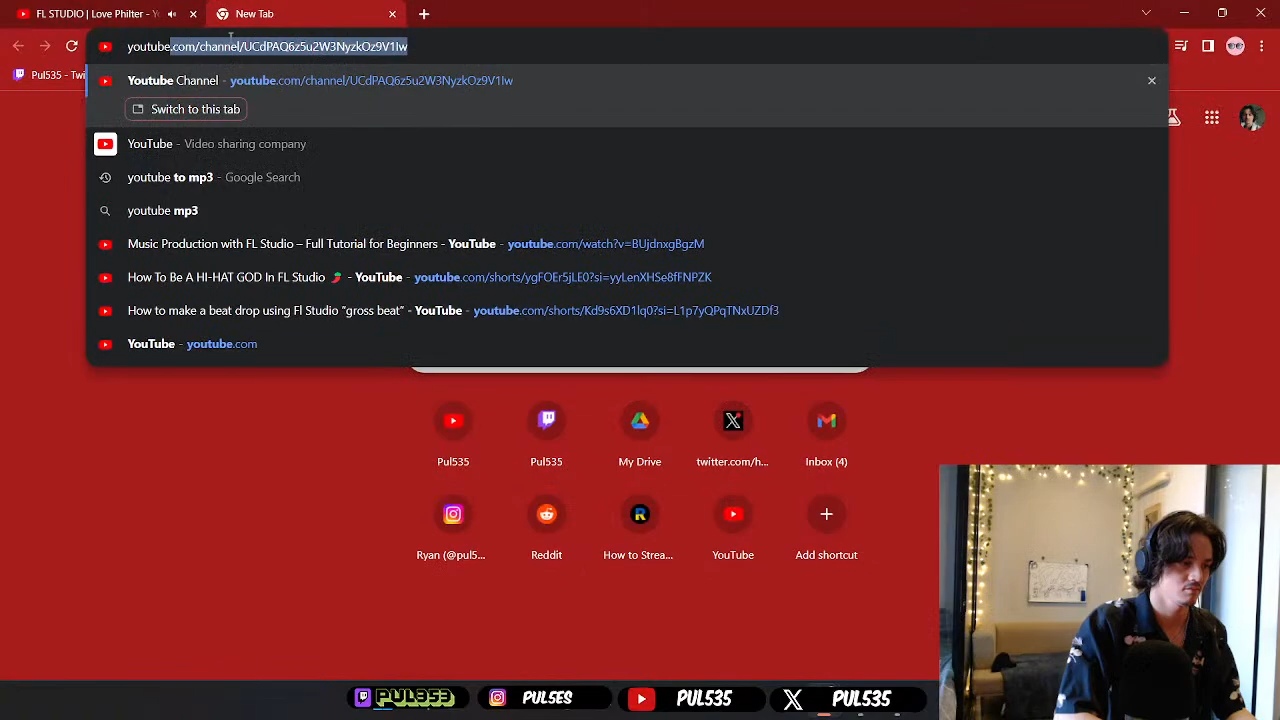 FL STUDIO | Love Philter - Yo
New Tab
youtube.com/channel/UCdPAQ6z5u2W3NyzkOz9V1Iw
Pul535 - Twi
Youtube Channel - youtube.com/channel/UCdPAQ6z5u2W3NyzkOz9V1Iw
Switch to this tab
YouTube - Video sharing company
youtube to mp3 - Google Search
youtube mp3
Music Production with FL Studio – Full Tutorial for Beginners - YouTube - youtube.com/watch?v=BUjdnxgBgzM
How To Be A HI-HAT GOD In FL Studio 🌶️ - YouTube - youtube.com/shorts/ygFOEr5jLE0?si=yyLenXHSe8fFNPZK
How to make a beat drop using Fl Studio “gross beat” - YouTube - youtube.com/shorts/Kd9s6XD1lq0?si=L1p7yQPqTNxUZDf3
YouTube - youtube.com
Pul535
Pul535
My Drive
twitter.com/h...
Inbox (4)
Ryan (@pul5...
Reddit
How to Strea...
YouTube
Add shortcut
PUL353
PUL5ES
PUL535
PUL535